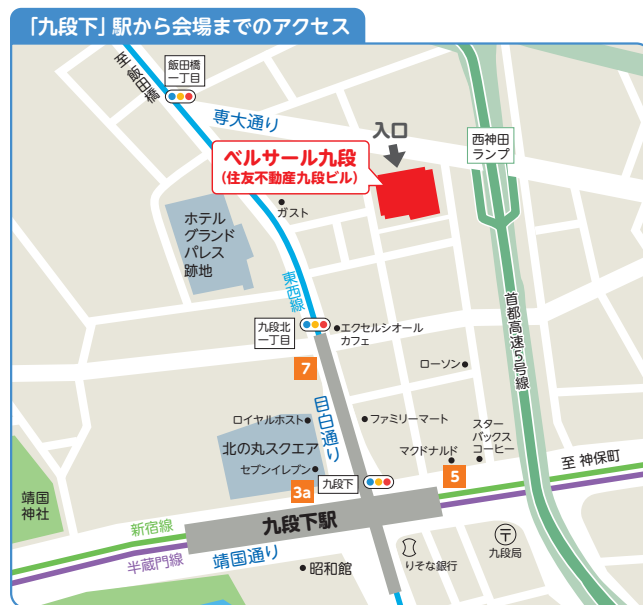 「九段下」駅から会場までのアクセス
至 飯田橋
飯田橋
一丁目
専大通り
入口
西神田
ランプ
ベルサール九段
(住友不動産九段ビル)
ガスト
ホテル
グランド
パレス
跡地
東西線
首都高速5号線
九段北
一丁目
エクセルシオール
カフェ
7
ローソン
目白通り
ロイヤルホスト
ファミリーマート
スター
バックス
コーヒー
北の丸スクエア
マクドナルド
セブンイレブン
至 神保町
5
3a
九段下
靖国
神社
九段下駅
新宿線
半蔵門線
靖国通り
昭和館
りそな銀行
〒
九段局